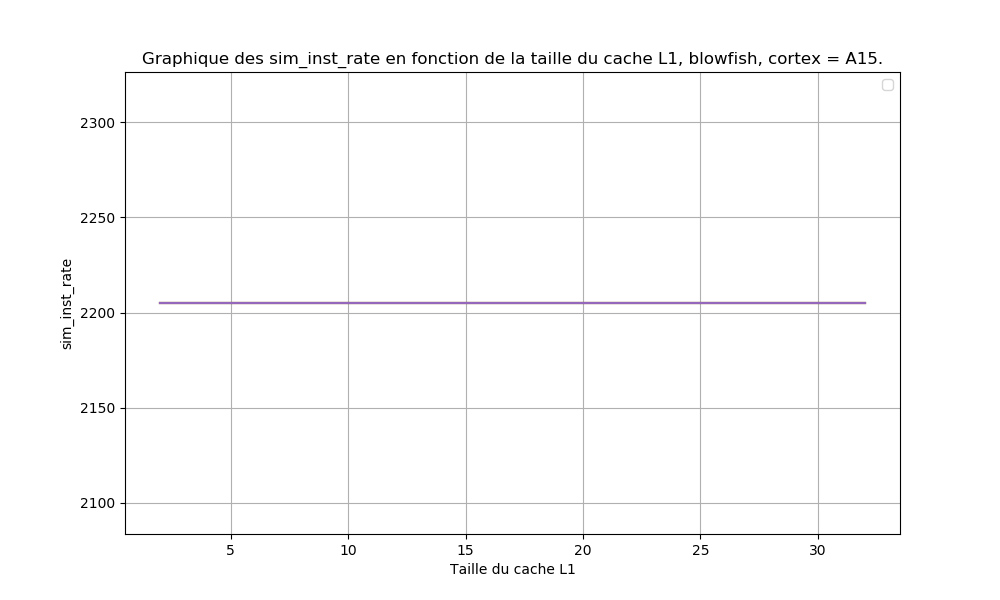 Graphique des sim_inst_rate en fonction de la taille du cache L1, blowfish, cortex = A15.
2300
2250
2200
2150
2100
sim_inst_rate
5 10 15 20 25 30
Taille du cache L1